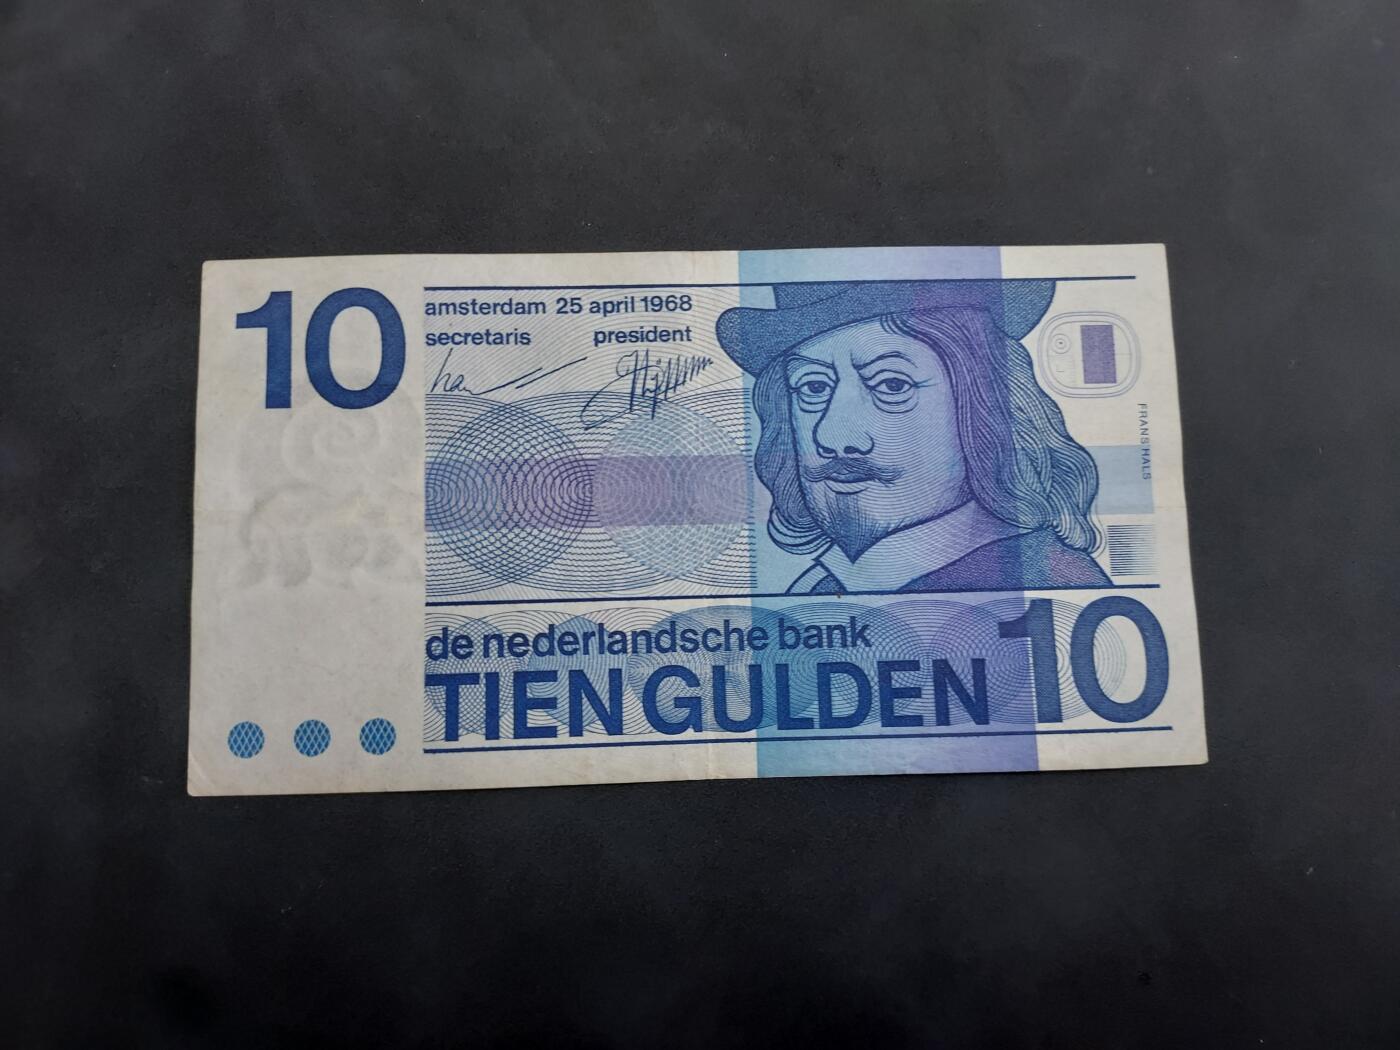 10
amsterdam 25 april 1968
secretaris president
FRANS HALS
de nederlandsche bank
TIEN GULDEN 10